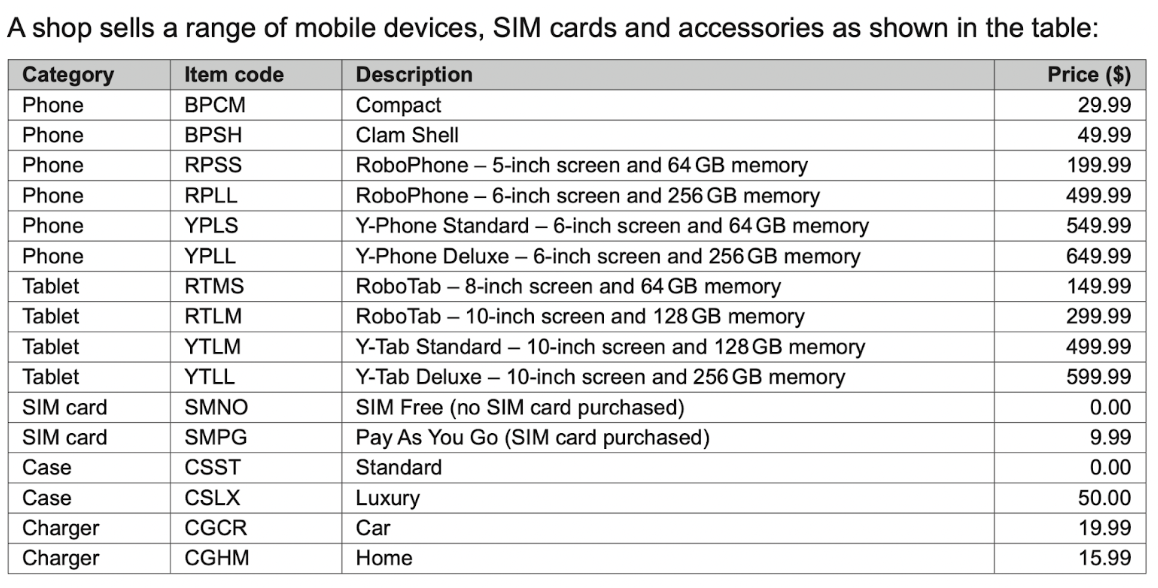 A shop sells a range of mobile devices, SIM cards and accessories as shown in the table:
Category Item code Description Price ($)
Phone BPCM Compact 29.99
Phone BPSH Clam Shell 49.99
Phone RPSS RoboPhone – 5-inch screen and 64 GB memory 199.99
Phone RPLL RoboPhone – 6-inch screen and 256 GB memory 499.99
Phone YPLS Y-Phone Standard – 6-inch screen and 64 GB memory 549.99
Phone YPLL Y-Phone Deluxe – 6-inch screen and 256 GB memory 649.99
Tablet RTMS RoboTab – 8-inch screen and 64 GB memory 149.99
Tablet RTLM RoboTab – 10-inch screen and 128 GB memory 299.99
Tablet YTLM Y-Tab Standard – 10-inch screen and 128 GB memory 499.99
Tablet YTLL Y-Tab Deluxe – 10-inch screen and 256 GB memory 599.99
SIM card SMNO SIM Free (no SIM card purchased) 0.00
SIM card SMPG Pay As You Go (SIM card purchased) 9.99
Case CSST Standard 0.00
Case CSLX Luxury 50.00
Charger CGCR Car 19.99
Charger CGHM Home 15.99